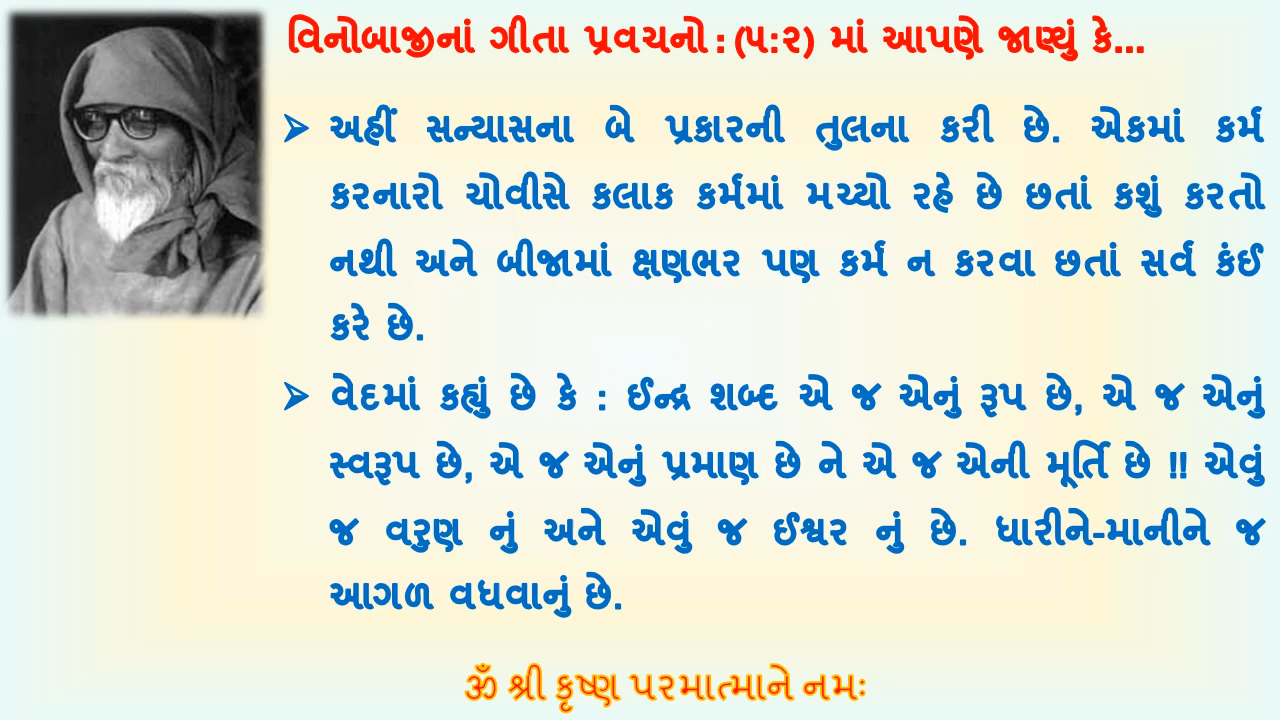 વિનોબાજીનાં ગીતા પ્રવચનો : (૫:૨) માં આપણે જાણ્યું કે...
➢ અહીં સન્યાસના બે પ્રકારની તુલના કરી છે. એકમાં કર્મ
કરનારો ચોવીસે કલાક કર્મમાં મચ્યો રહે છે છતાં કશું કરતો
નથી અને બીજામાં ક્ષણભર પણ કર્મ ન કરવા છતાં સર્વ કંઈ
કરે છે.
➢ વેદમાં કહ્યું છે કે : ઈન્દ્ર શબ્દ એ જ એનું રૂપ છે, એ જ એનું
સ્વરૂપ છે, એ જ એનું પ્રમાણ છે ને એ જ એની મૂર્તિ છે !! એવું
જ વરુણ નું અને એવું જ ઈશ્વર નું છે. ધારીને-માનીને જ
આગળ વધવાનું છે.
ૐ શ્રી કૃષ્ણ પરમાત્માને નમઃ